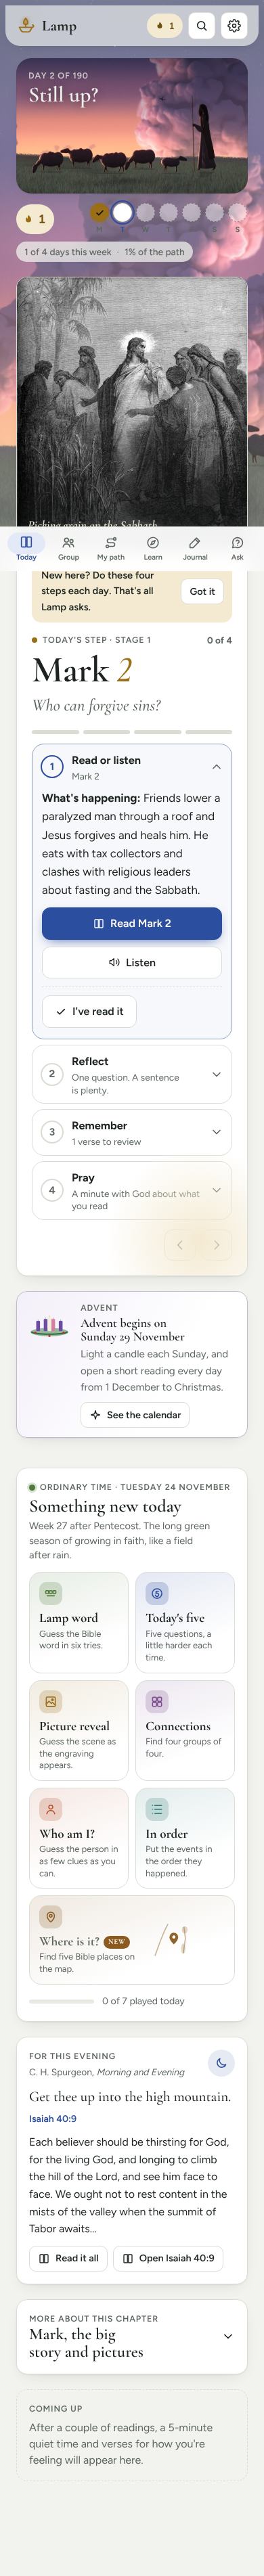 Lamp
1
DAY 2 OF 190
Still up?
1
S
S
1 of 4 days this week · 1% of the path
Picking grain on the Sabbath
Today
Group
My path
Learn
Journal
Ask
New here? Do these four
steps each day. That's all
Lamp asks.
Got it
TODAY'S STEP · STAGE 1
0 of 4
Mark 2
Who can forgive sins?
1
Read or listen
Mark 2
What's happening: Friends lower a
paralyzed man through a roof and
Jesus forgives and heals him. He
eats with tax collectors and
clashes with religious leaders
about fasting and the Sabbath.
Read Mark 2
Listen
I've read it
2
Reflect
One question. A sentence
is plenty.
3
Remember
1 verse to review
4
Pray
A minute with God about what
you read
ADVENT
Advent begins on
Sunday 29 November
Light a candle each Sunday, and
open a short reading every day
from 1 December to Christmas.
See the calendar
ORDINARY TIME · TUESDAY 24 NOVEMBER
Something new today
Week 27 after Pentecost. The long green
season of growing in faith, like a field
after rain.
Lamp word
Guess the Bible
word in six tries.
5
Today's five
Five questions, a
little harder each
time.
Picture reveal
Guess the scene as
the engraving
appears.
Connections
Find four groups of
four.
Who am I?
Guess the person in
as few clues as you
can.
In order
Put the events in
the order they
happened.
Where is it? NEW
Find five Bible places on
the map.
0 of 7 played today
FOR THIS EVENING
C. H. Spurgeon, Morning and Evening
Get thee up into the high mountain.
Isaiah 40:9
Each believer should be thirsting for God,
for the living God, and longing to climb
the hill of the Lord, and see him face to
face. We ought not to rest content in the
mists of the valley when the summit of
Tabor awaits…
Read it all
Open Isaiah 40:9
MORE ABOUT THIS CHAPTER
Mark, the big
story and pictures
COMING UP
After a couple of readings, a 5-minute
quiet time and verses for how you're
feeling will appear here.